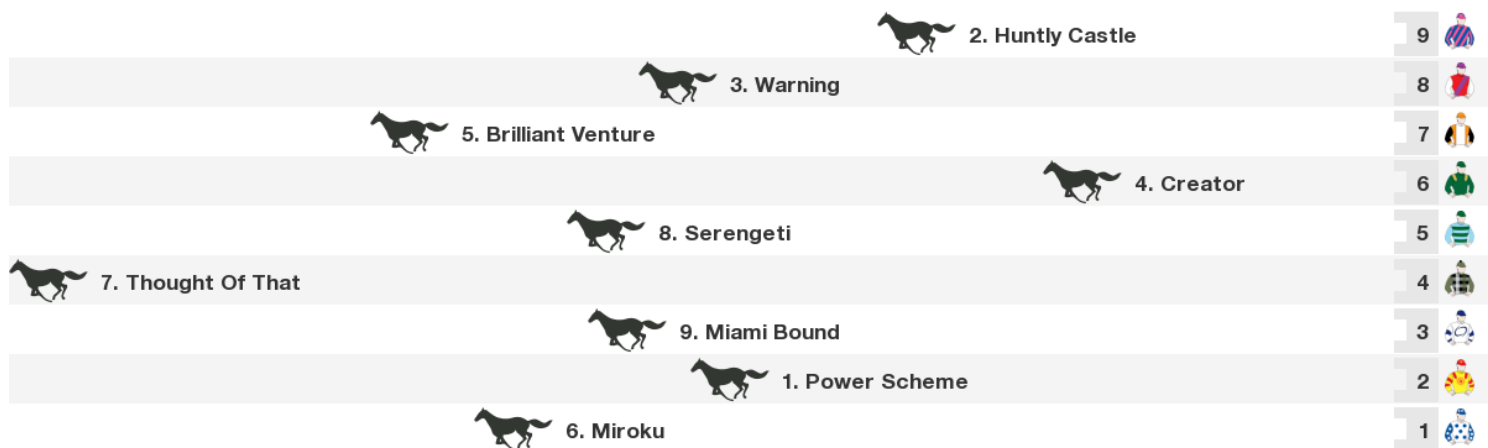 2. Huntly Castle 9
3. Warning 8
5. Brilliant Venture 7
4. Creator 6
8. Serengeti 5
7. Thought Of That 4
9. Miami Bound 3
1. Power Scheme 2
6. Miroku 1